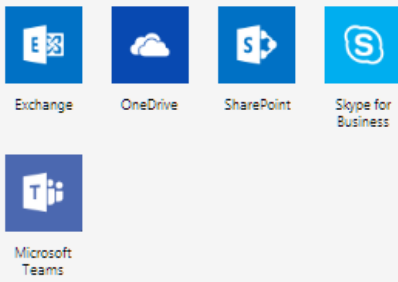 E
S
S
Exchange
OneDrive
SharePoint
Skype for
Business
T
Microsoft
Teams